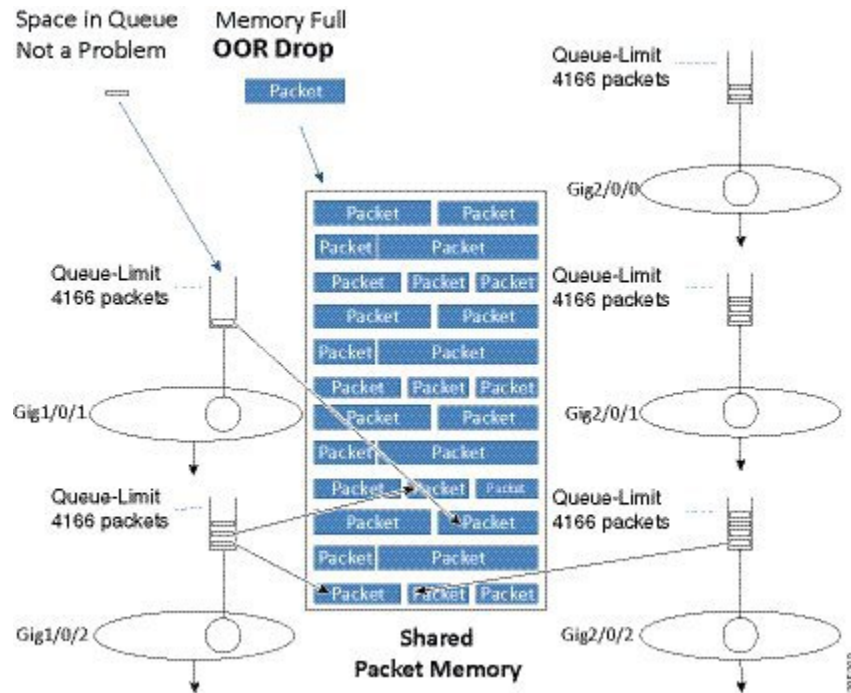 Space in Queue
Not a Problem
Memory Full
OOR Drop
Packet
Queue-Limit
4166 packets
Gig2/0/0
Packet Packet
Packet Packet
Packet Packet Packet
Packet Packet
Packet Packet
Packet Packet Packet
Packet Packet
Packet Packet
Packet Packet Packet
Packet Packet
Packet Packet
Packet Packet Packet
Queue-Limit
4166 packets
Gig1/0/1
Queue-Limit
4166 packets
Gig2/0/1
Queue-Limit
4166 packets
Gig1/0/2
Queue-Limit
4166 packets
Gig2/0/2
Shared
Packet Memory